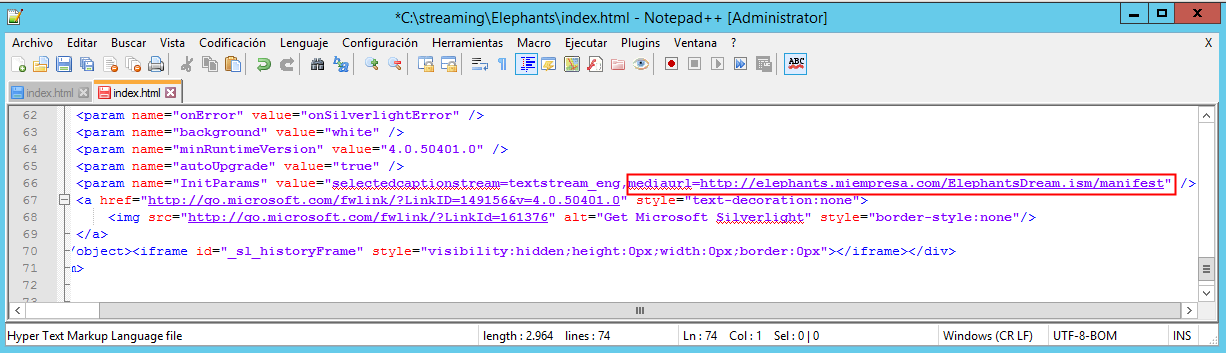 *C:\streaming\Elephants\index.html - Notepad++ [Administrator]
Archivo Editar Buscar Vista Codificación Lenguaje Configuración Herramientas Macro Ejecutar Plugins Ventana ? X
ABC
index.html index.html
62 <param name="onError" value="onSilverlightError" />
63 <param name="background" value="white" />
64 <param name="minRuntimeVersion" value="4.0.50401.0" />
65 <param name="autoUpgrade" value="true" />
66 <param name="InitParams" value="selectedcaptionstream=textstream_eng,mediaurl=http://elephants.miempresa.com/ElephantsDream.ism/manifest" />
67 <a href="http://go.microsoft.com/fwlink/?LinkID=149156&v=4.0.50401.0" style="text-decoration:none">
68 <img src="http://go.microsoft.com/fwlink/?LinkId=161376" alt="Get Microsoft Silverlight" style="border-style:none"/>
69 </a>
70 /object><iframe id="_sl_historyFrame" style="visibility:hidden;height:0px;width:0px;border:0px"></iframe></div>
71 m>
72
73
Hyper Text Markup Language file length : 2.964 lines : 74 Ln : 74 Col : 1 Sel : 0 | 0 Windows (CR LF) UTF-8-BOM INS